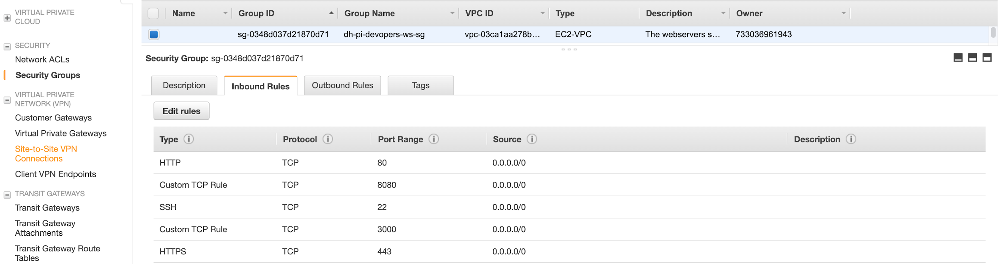 VIRTUAL PRIVATE
CLOUD
SECURITY
Network ACLs
Security Groups
VIRTUAL PRIVATE
NETWORK (VPN)
Customer Gateways
Virtual Private Gateways
Site-to-Site VPN
Connections
Client VPN Endpoints
TRANSIT GATEWAYS
Transit Gateways
Transit Gateway
Attachments
Transit Gateway Route
Tables
Name Group ID Group Name VPC ID Type Description Owner
sg-0348d037d21870d71 dh-pi-devopers-ws-sg vpc-03ca1aa278b... EC2-VPC The webservers s... 733036961943
Security Group: sg-0348d037d21870d71
Description Inbound Rules Outbound Rules Tags
Edit rules
Type Protocol Port Range Source Description
HTTP TCP 80 0.0.0.0/0
Custom TCP Rule TCP 8080 0.0.0.0/0
SSH TCP 22 0.0.0.0/0
Custom TCP Rule TCP 3000 0.0.0.0/0
HTTPS TCP 443 0.0.0.0/0